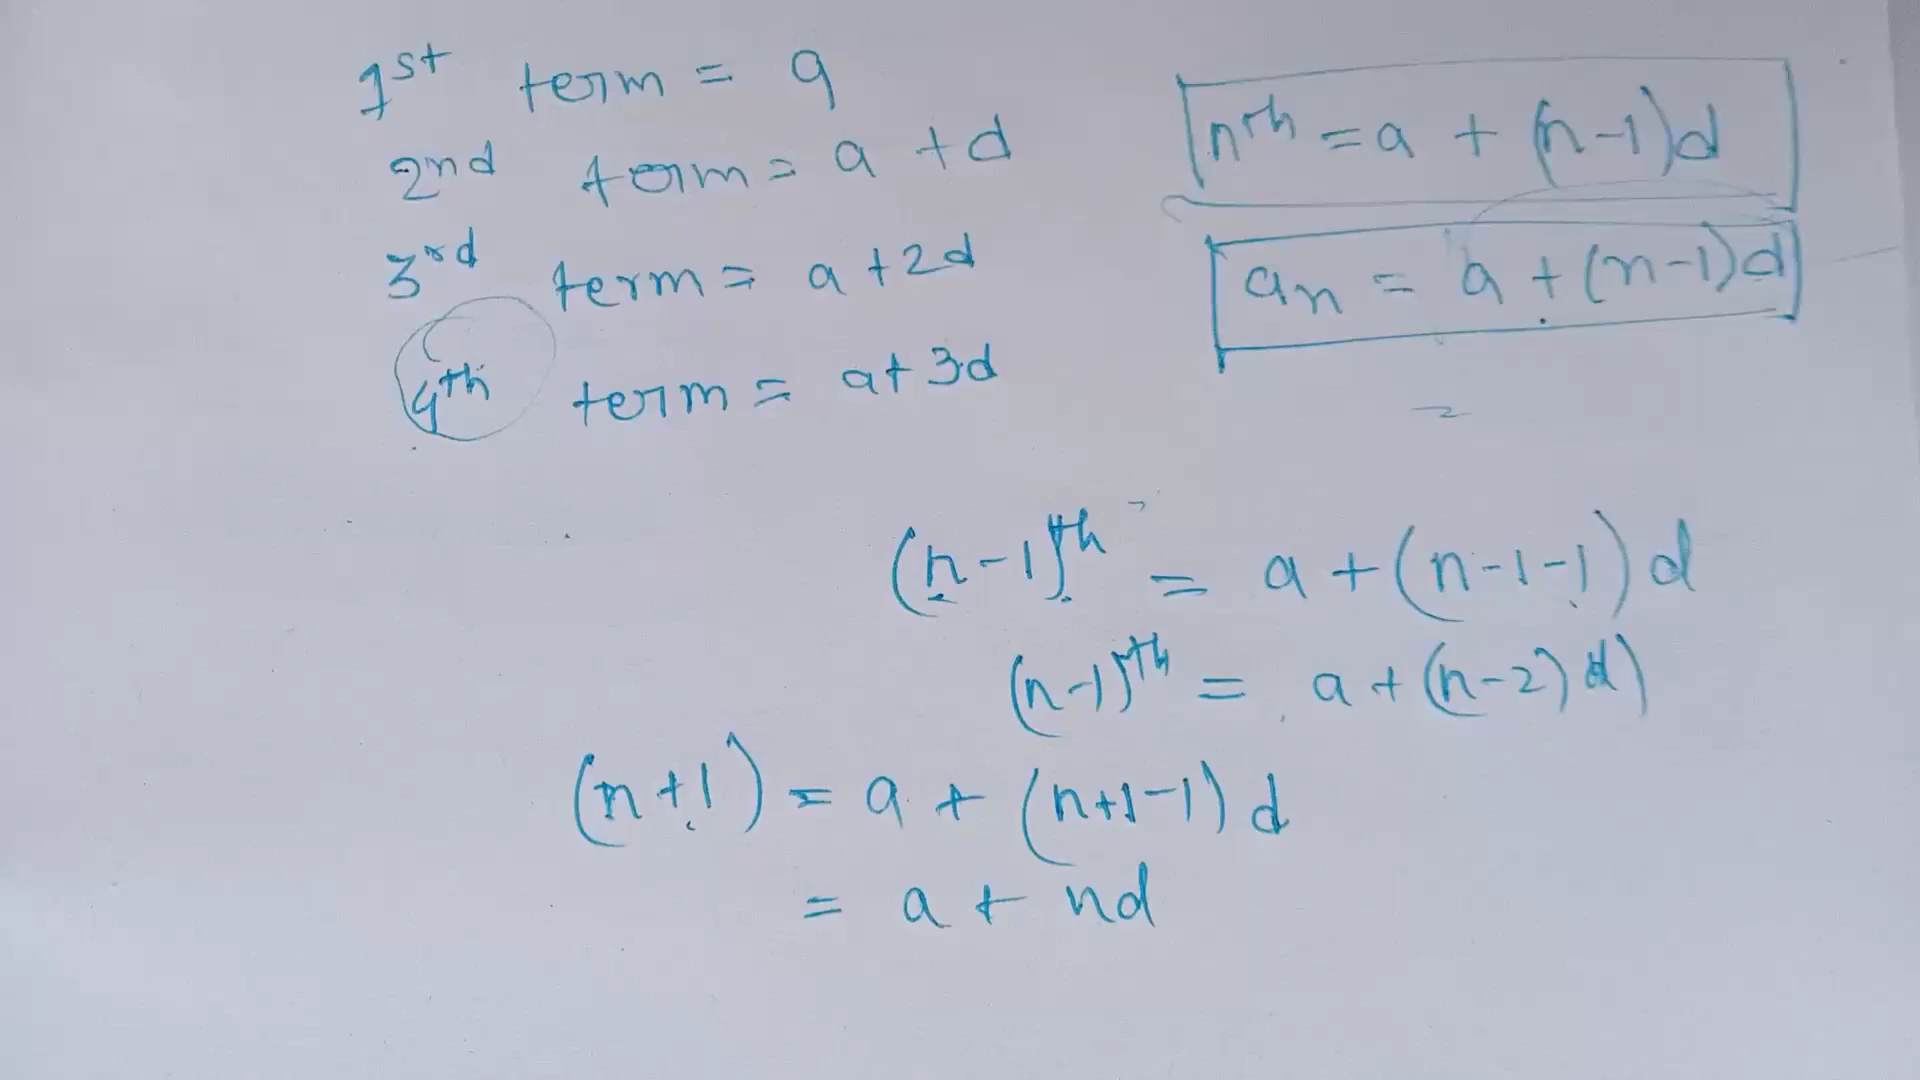 1st term = a
2nd term = a + d
3rd term = a + 2d
4th term = a + 3d
nth = a + (n-1)d
an = a + (n-1)d
(n-1)th = a + (n-1-1) d
(n-1)th = a + (n-2) d)
(n+1) = a + (n+1-1) d
= a + nd